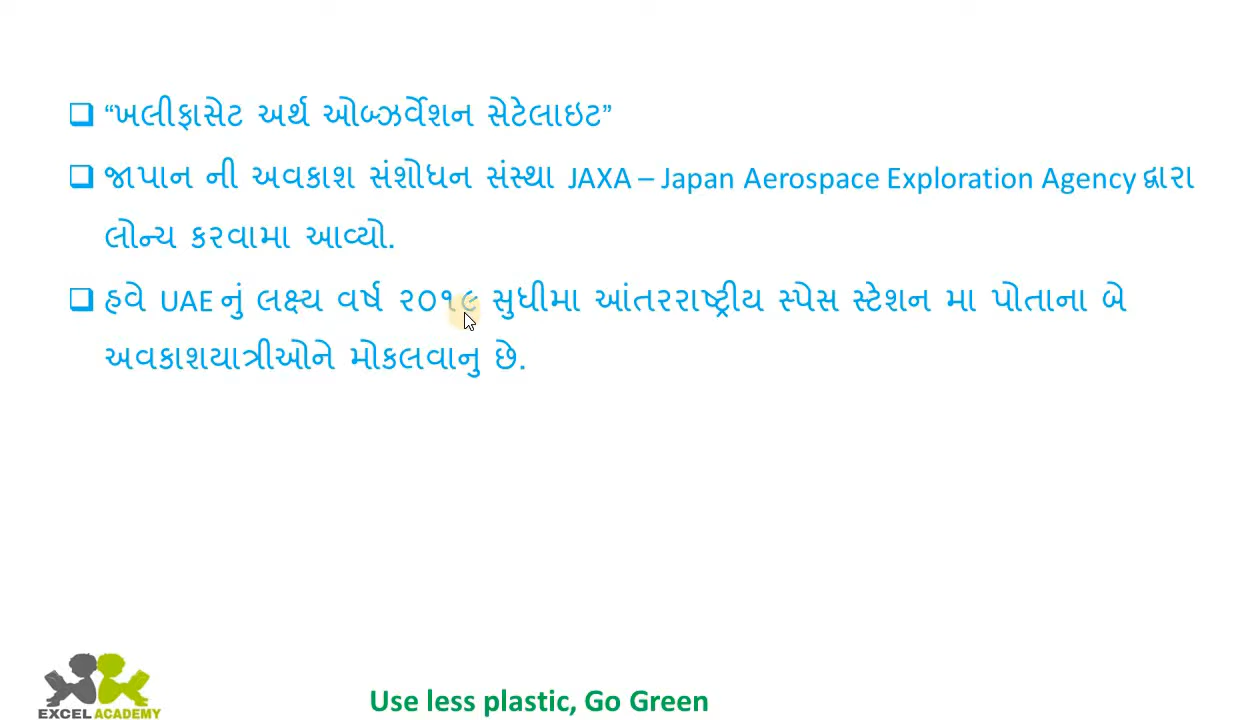 “ખલીફાસેટ અર્થ ઓબ્ઝર્વેશન સેટેલાઇટ”
જાપાન ની અવકાશ સંશોધન સંસ્થા JAXA – Japan Aerospace Exploration Agency દ્વારા
લોન્ચ કરવામા આવ્યો.
હવે UAE નું લક્ષ્ય વર્ષ ૨૦૧૯ સુધીમા આંતરરાષ્ટ્રીય સ્પેસ સ્ટેશન મા પોતાના બે
અવકાશયાત્રીઓને મોકલવાનુ છે.
EXCEL ACADEMY
Use less plastic, Go Green